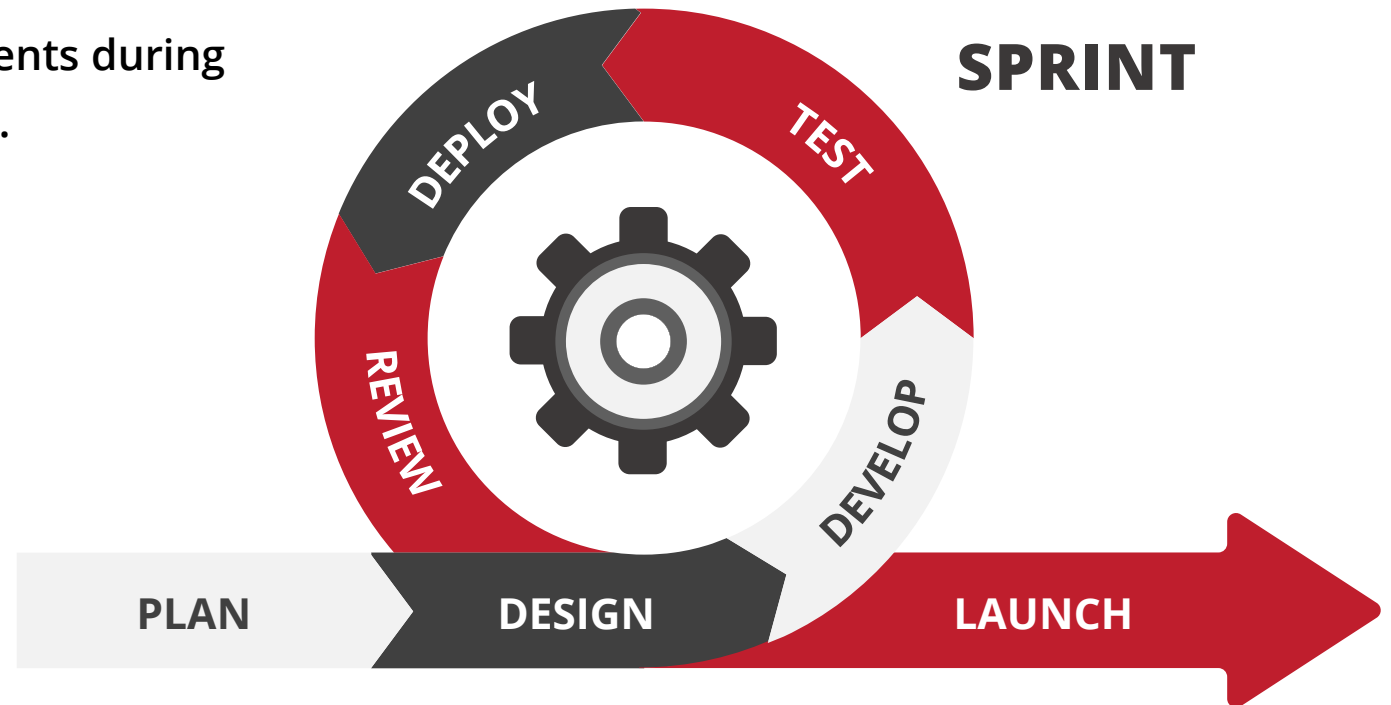 ents during
.
SPRINT
DEPLOY
TEST
REVIEW
DEVELOP
PLAN
DESIGN
LAUNCH